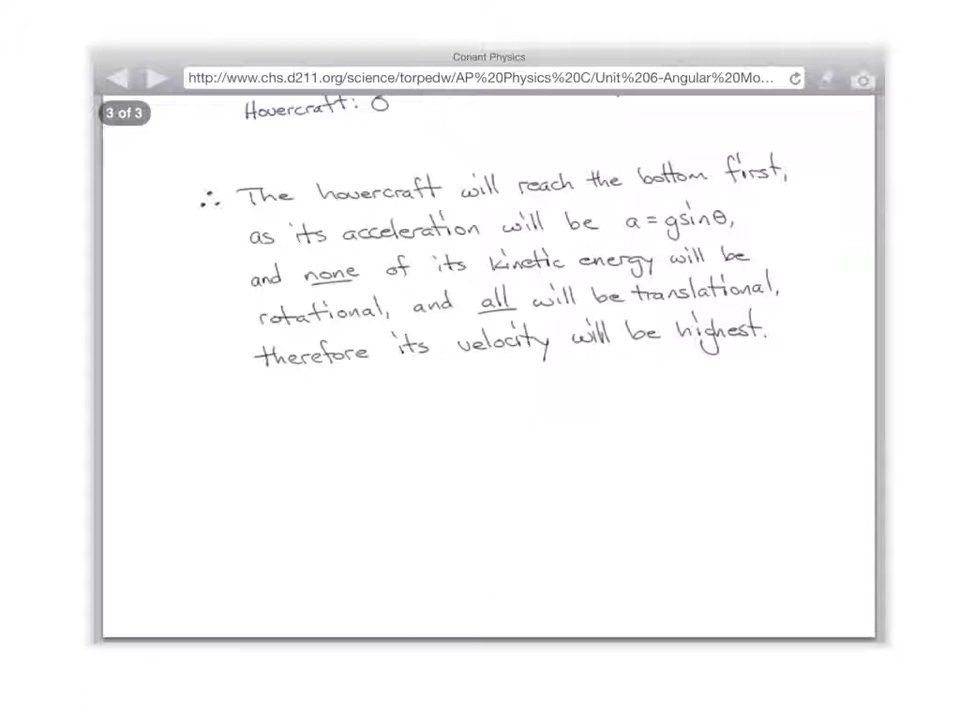 Conant Physics
http://www.chs.d211.org/science/torpedw/AP%20Physics%20C/Unit%206-Angular%20Mo...
3 of 3
Hovercraft: 0
∴ The hovercraft will reach the bottom first,
as its acceleration will be a = gsinθ,
and none of its kinetic energy will be
rotational, and all will be translational,
therefore its velocity will be highest.